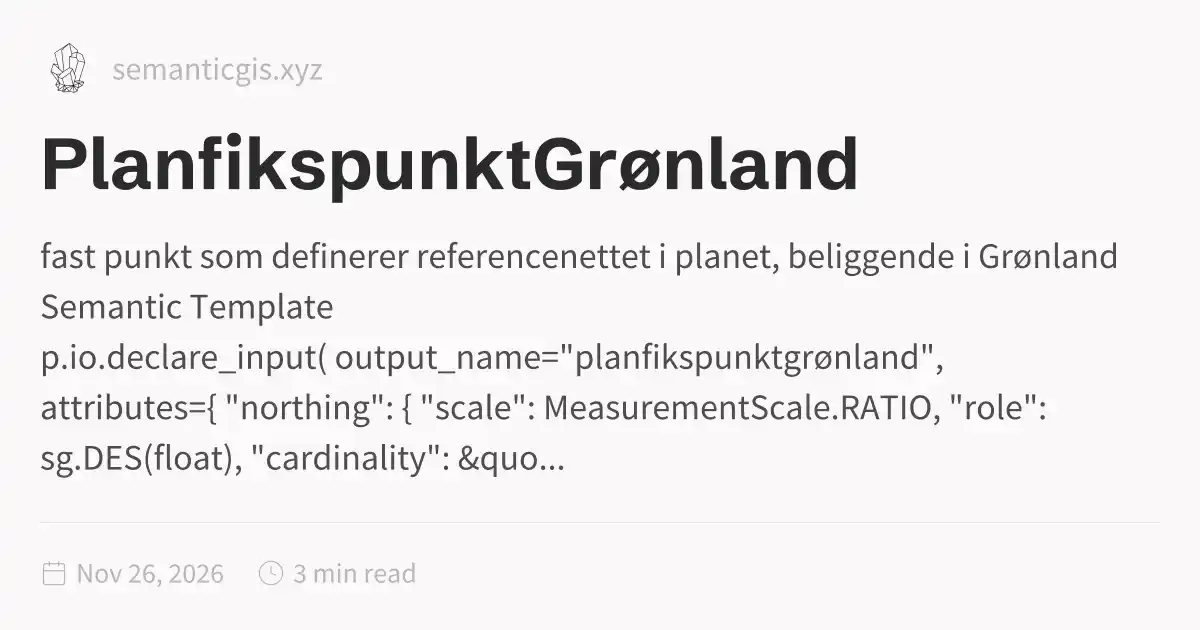 semanticgis.xyz
PlanfikspunktGrønland
fast punkt som definerer referencenettet i planet, beliggende i Grønland
Semantic Template
p.io.declare_input( output_name="planfikspunktgrønland",
attributes={ "northing": { "scale": MeasurementScale.RATIO, "role":
sg.DES(float), "cardinality": &quo...
Nov 26, 2026 3 min read